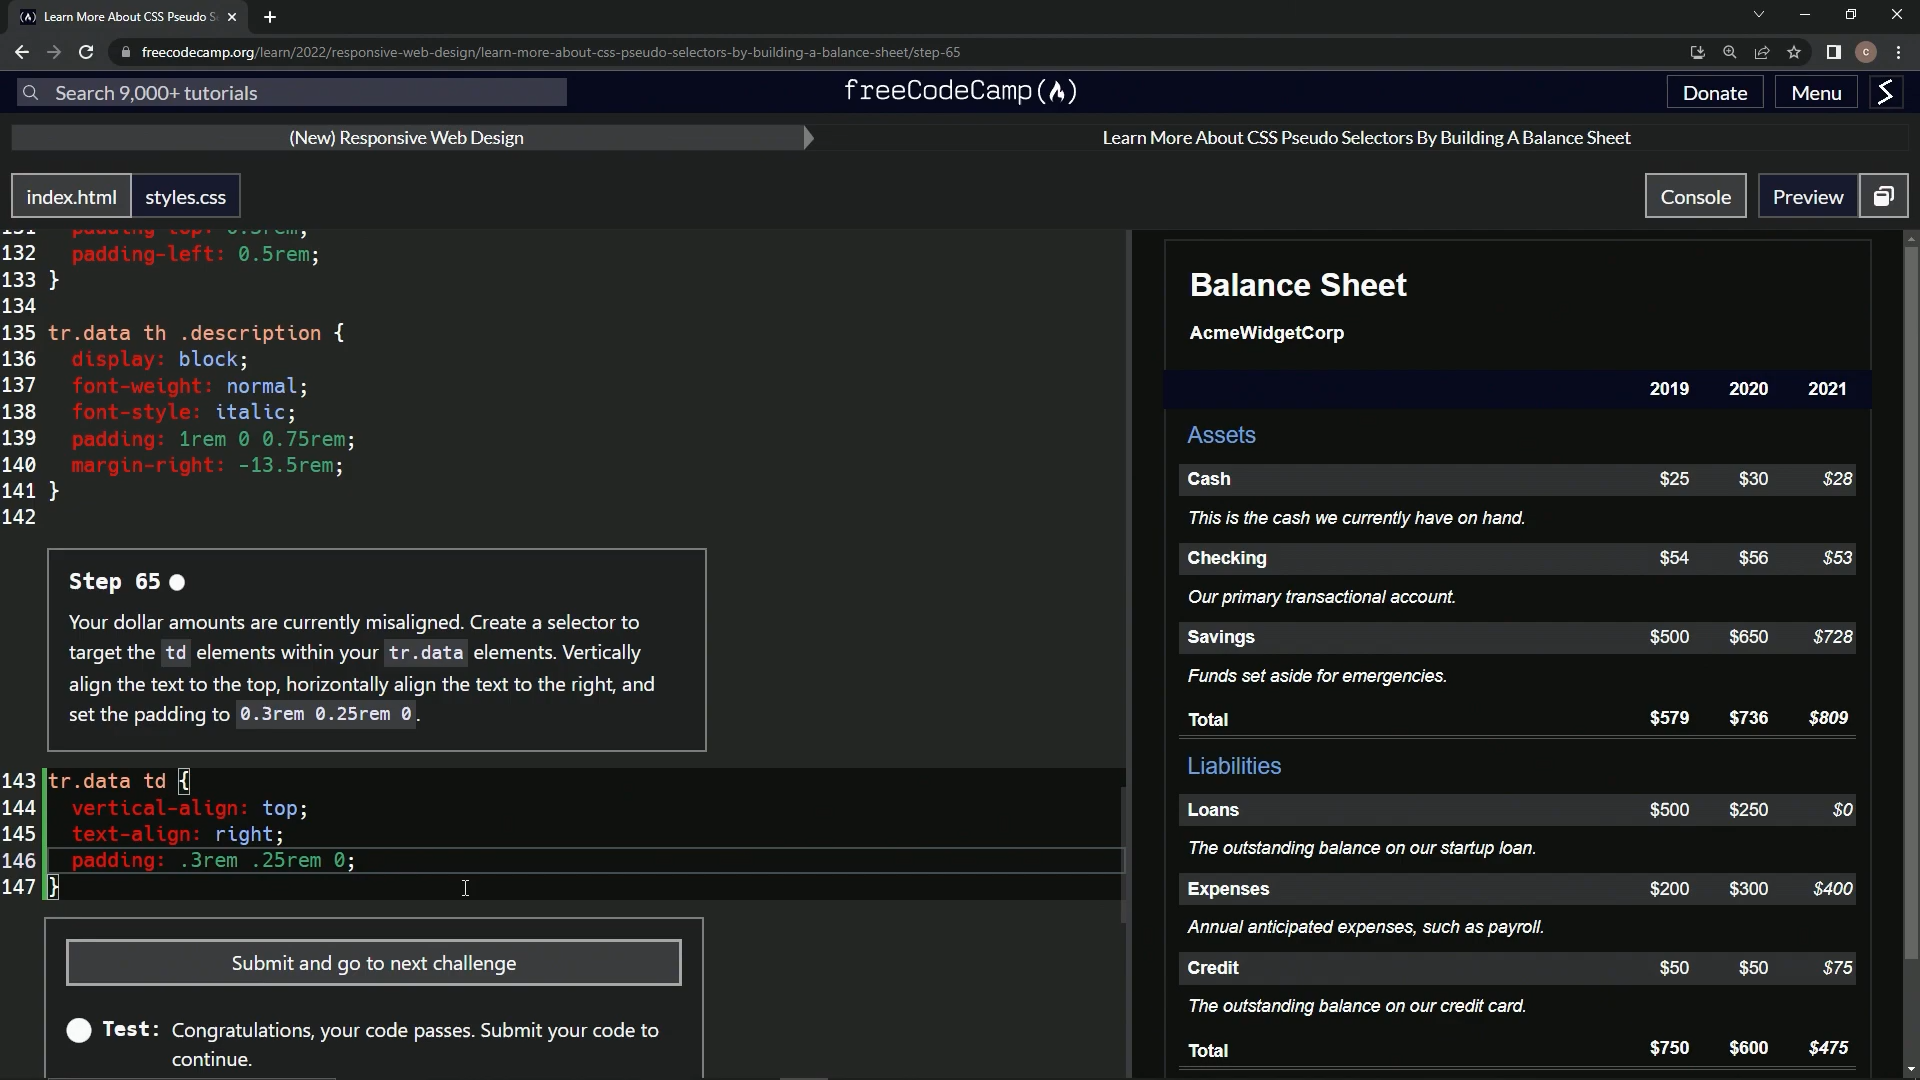 Learn More About CSS Pseudo S
freecodecamp.org/learn/2022/responsive-web-design/learn-more-about-css-pseudo-selectors-by-building-a-balance-sheet/step-65
c
Search 9,000+ tutorials
freeCodeCamp
Donate
Menu
(New) Responsive Web Design
Learn More About CSS Pseudo Selectors By Building A Balance Sheet
index.html
styles.css
Console
Preview
132 padding-left: 0.5rem;
133 }
134
135 tr.data th .description {
136 display: block;
137 font-weight: normal;
138 font-style: italic;
139 padding: 1rem 0 0.75rem;
140 margin-right: -13.5rem;
141 }
142
Step 65
Your dollar amounts are currently misaligned. Create a selector to
target the td elements within your tr.data elements. Vertically
align the text to the top, horizontally align the text to the right, and
set the padding to 0.3rem 0.25rem 0.
143 tr.data td {
144 vertical-align: top;
145 text-align: right;
146 padding: .3rem .25rem 0;
147 }
Submit and go to next challenge
Test: Congratulations, your code passes. Submit your code to
continue.
Balance Sheet
AcmeWidgetCorp
2019 2020 2021
Assets
Cash $25 $30 $28
This is the cash we currently have on hand.
Checking $54 $56 $53
Our primary transactional account.
Savings $500 $650 $728
Funds set aside for emergencies.
Total $579 $736 $809
Liabilities
Loans $500 $250 $0
The outstanding balance on our startup loan.
Expenses $200 $300 $400
Annual anticipated expenses, such as payroll.
Credit $50 $50 $75
The outstanding balance on our credit card.
Total $750 $600 $475